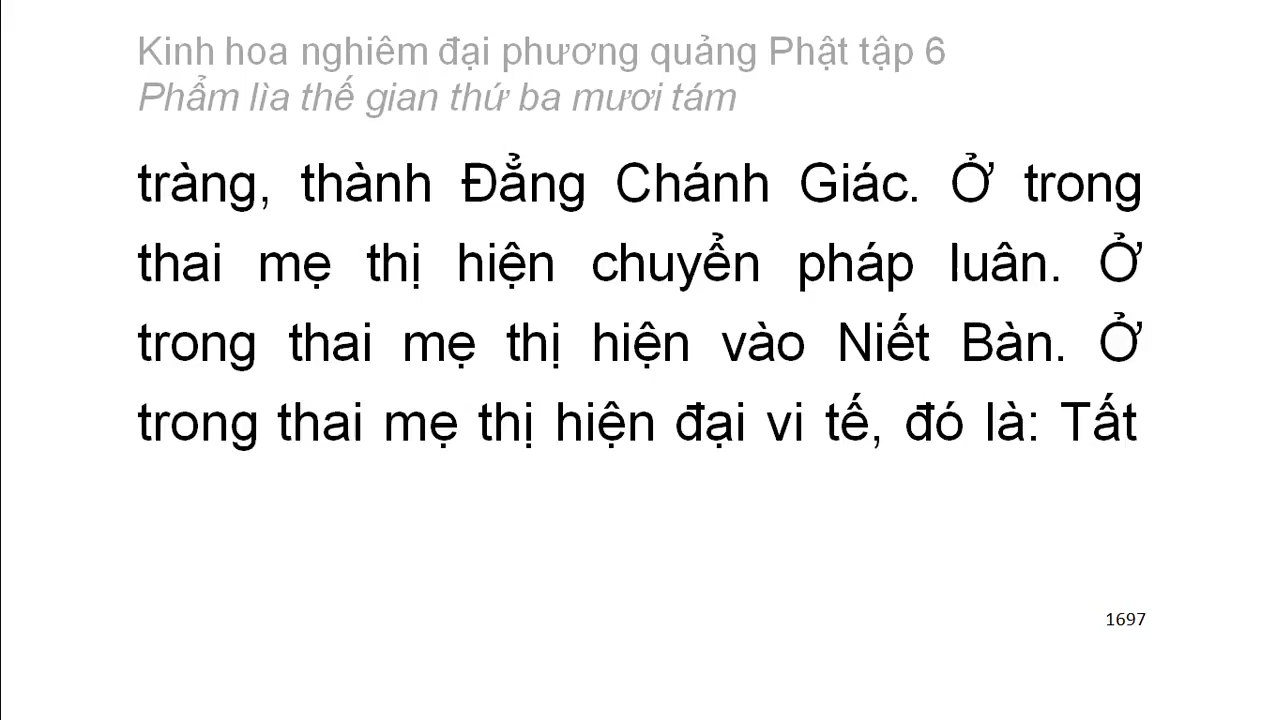 Kinh hoa nghiêm đại phương quảng Phật tập 6
Phẩm lìa thế gian thứ ba mươi tám
tràng, thành Đẳng Chánh Giác. Ở trong
thai mẹ thị hiện chuyển pháp luân. Ở
trong thai mẹ thị hiện vào Niết Bàn. Ở
trong thai mẹ thị hiện đại vi tế, đó là: Tất
1697